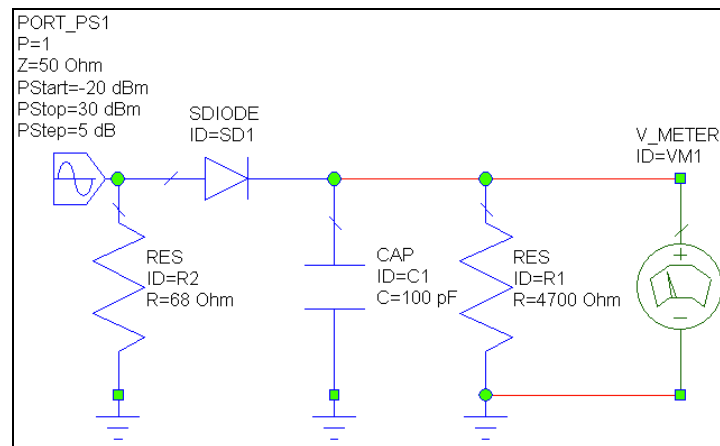 PORT_PS1
P=1
Z=50 Ohm
PStart=-20 dBm
PStop=30 dBm
PStep=5 dB
SDIODE
ID=SD1
V_METER
ID=VM1
RES
ID=R2
R=68 Ohm
CAP
ID=C1
C=100 pF
RES
ID=R1
R=4700 Ohm